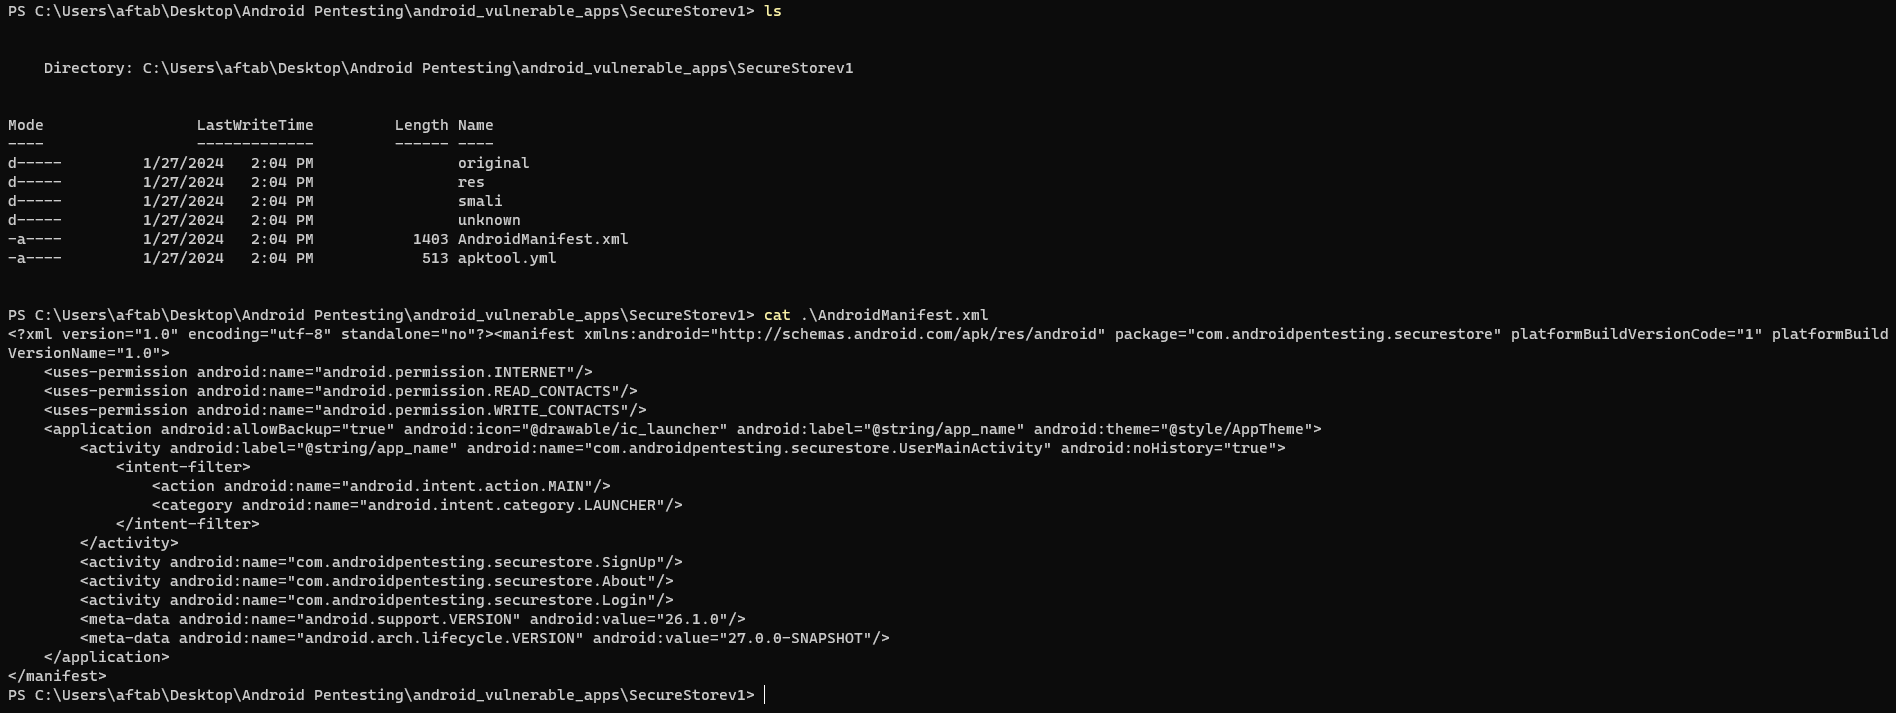 PS C:\Users\aftab\Desktop\Android Pentesting\android_vulnerable_apps\SecureStorev1> ls
    Directory: C:\Users\aftab\Desktop\Android Pentesting\android_vulnerable_apps\SecureStorev1
Mode                 LastWriteTime         Length Name
----                 -------------         ------ ----
d-----         1/27/2024   2:04 PM                original
d-----         1/27/2024   2:04 PM                res
d-----         1/27/2024   2:04 PM                smali
d-----         1/27/2024   2:04 PM                unknown
-a----         1/27/2024   2:04 PM           1403 AndroidManifest.xml
-a----         1/27/2024   2:04 PM            513 apktool.yml
PS C:\Users\aftab\Desktop\Android Pentesting\android_vulnerable_apps\SecureStorev1> cat .\AndroidManifest.xml
<?xml version="1.0" encoding="utf-8" standalone="no"?><manifest xmlns:android="http://schemas.android.com/apk/res/android" package="com.androidpentesting.securestore" platformBuildVersionCode="1" platformBuild
VersionName="1.0">
    <uses-permission android:name="android.permission.INTERNET"/>
    <uses-permission android:name="android.permission.READ_CONTACTS"/>
    <uses-permission android:name="android.permission.WRITE_CONTACTS"/>
    <application android:allowBackup="true" android:icon="@drawable/ic_launcher" android:label="@string/app_name" android:theme="@style/AppTheme">
        <activity android:label="@string/app_name" android:name="com.androidpentesting.securestore.UserMainActivity" android:noHistory="true">
            <intent-filter>
                <action android:name="android.intent.action.MAIN"/>
                <category android:name="android.intent.category.LAUNCHER"/>
            </intent-filter>
        </activity>
        <activity android:name="com.androidpentesting.securestore.SignUp"/>
        <activity android:name="com.androidpentesting.securestore.About"/>
        <activity android:name="com.androidpentesting.securestore.Login"/>
        <meta-data android:name="android.support.VERSION" android:value="26.1.0"/>
        <meta-data android:name="android.arch.lifecycle.VERSION" android:value="27.0.0-SNAPSHOT"/>
    </application>
</manifest>
PS C:\Users\aftab\Desktop\Android Pentesting\android_vulnerable_apps\SecureStorev1>